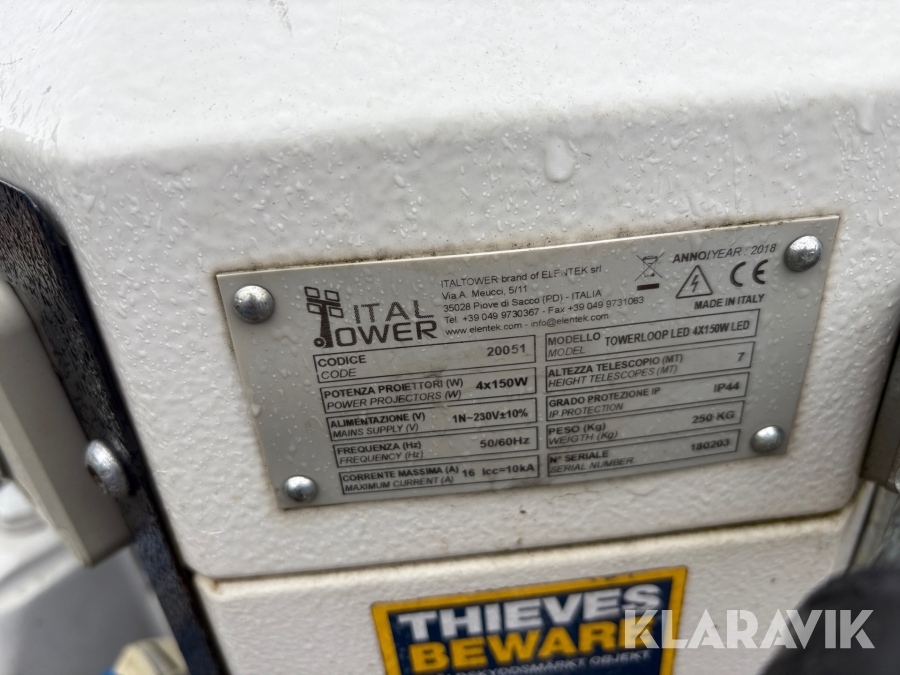 ITAL TOWER
ITALTOWER brand of ELENTEK srl
Via A. Meucci, 5/11
35028 Piove di Sacco (PD) - ITALIA
Tel. +39 049 9730367 - Fax +39 049 9731063
www.elentek.com - info@elentek.com
ANNO/YEAR : 2018
CE
MADE IN ITALY
CODICE
CODE
20051
POTENZA PROIETTORI (W)
POWER PROJECTORS (W)
4x150W
ALIMENTAZIONE (V)
MAINS SUPPLY (V)
1N~230V±10%
FREQUENZA (Hz)
FREQUENCY (Hz)
50/60Hz
CORRENTE MASSIMA (A)
MAXIMUM CURRENT (A)
16 Icc=10kA
MODELLO
MODEL
TOWERLOOP LED 4X150W LED
ALTEZZA TELESCOPIO (MT)
HEIGHT TELESCOPES (MT)
7
GRADO PROTEZIONE IP
IP PROTECTION
IP44
PESO (Kg)
WEIGTH (Kg)
250 KG
N° SERIALE
SERIAL NUMBER
180203
THIEVES
BEWARE
OBJEKT
KLARAVIK